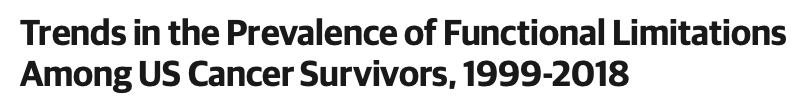 Trends in the Prevalence of Functional Limitations
Among US Cancer Survivors, 1999-2018